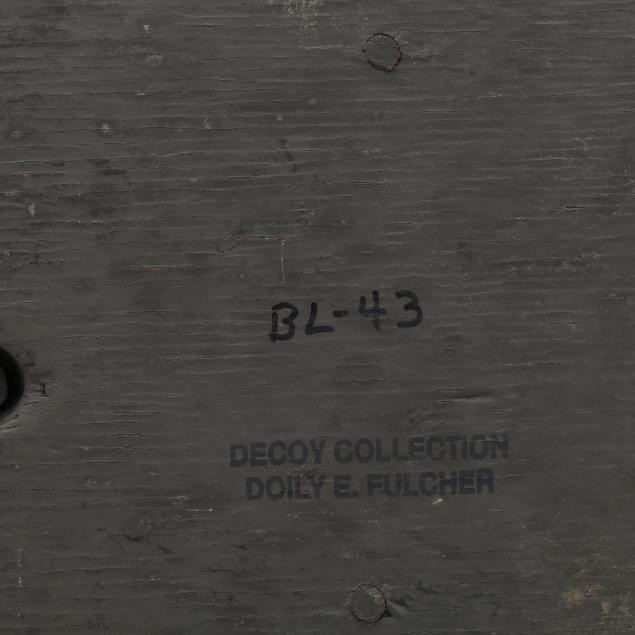 BL-43
DECOY COLLECTION
DOILY E. FULCHER